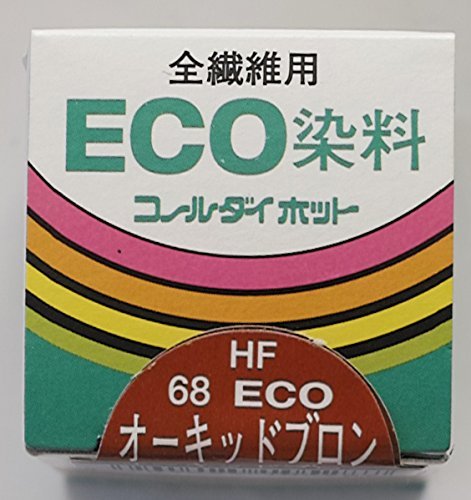 全繊維用
ECO染料
コールダイホット
HF
68 ECO
オーキッドブロン